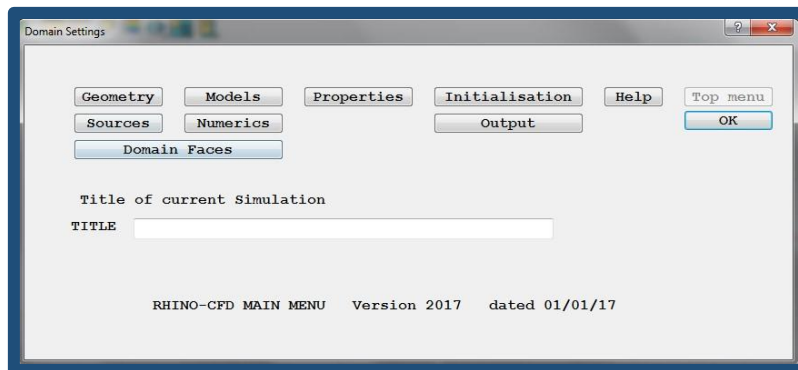 Domain Settings
Geometry Models Properties Initialisation Help Top menu
Sources Numerics Output OK
Domain Faces
Title of current Simulation
TITLE
RHINO-CFD MAIN MENU Version 2017 dated 01/01/17